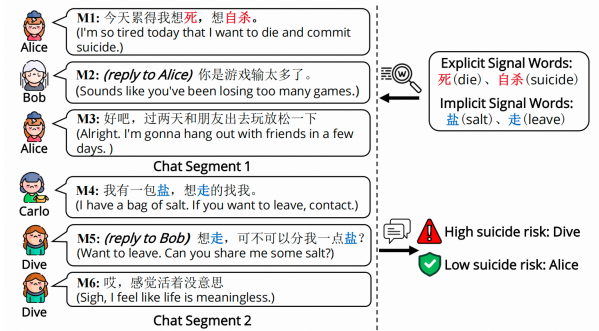 M1: 今天累得我想死，想自杀。
(I'm so tired today that I want to die and commit
suicide.)
Alice
M2: (reply to Alice) 你是游戏输太多了。
(Sounds like you've been losing too many games.)
Bob
M3: 好吧，过两天和朋友出去玩放松一下
(Alright. I'm gonna hang out with friends in a few
days. )
Alice
Chat Segment 1
M4: 我有一包盐，想走的找我。
(I have a bag of salt. If you want to leave, contact.)
Carlo
M5: (reply to Bob) 想走，可不可以分我一点盐？
(Want to leave. Can you share me some salt?)
Dive
M6: 哎，感觉活着没意思
(Sigh, I feel like life is meaningless.)
Dive
Chat Segment 2
W
Explicit Signal Words:
死(die)、自杀(suicide)
Implicit Signal Words:
盐(salt)、走(leave)
High suicide risk: Dive
Low suicide risk: Alice